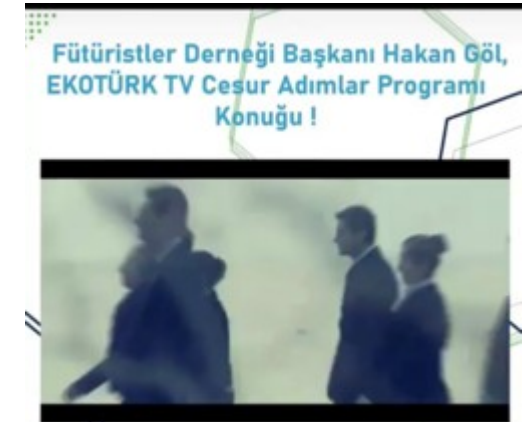 Fütüristler Derneği Başkanı Hakan Göl,
EKOTÜRK TV Cesur Adımlar Programı
Konuğu !